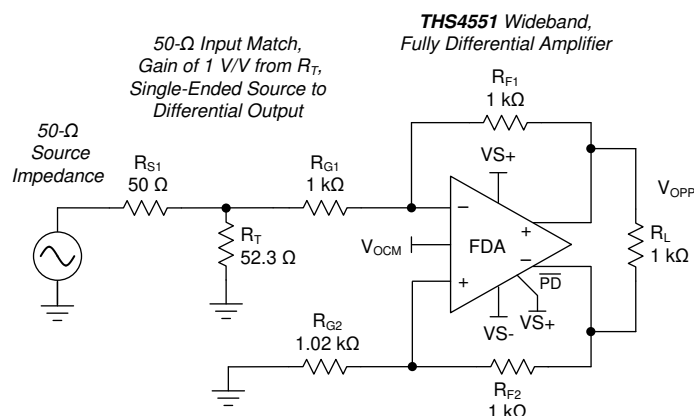 THS4551 Wideband,
Fully Differential Amplifier
50-Ω Input Match,
Gain of 1 V/V from RT,
Single-Ended Source to
Differential Output
50-Ω
Source
Impedance
RS1
50 Ω
RT
52.3 Ω
RG1
1 kΩ
RF1
1 kΩ
VS+
VOCM
−
+
FDA
+
−
PD
VS+
VS-
VOPP
RL
1 kΩ
RG2
1.02 kΩ
RF2
1 kΩ